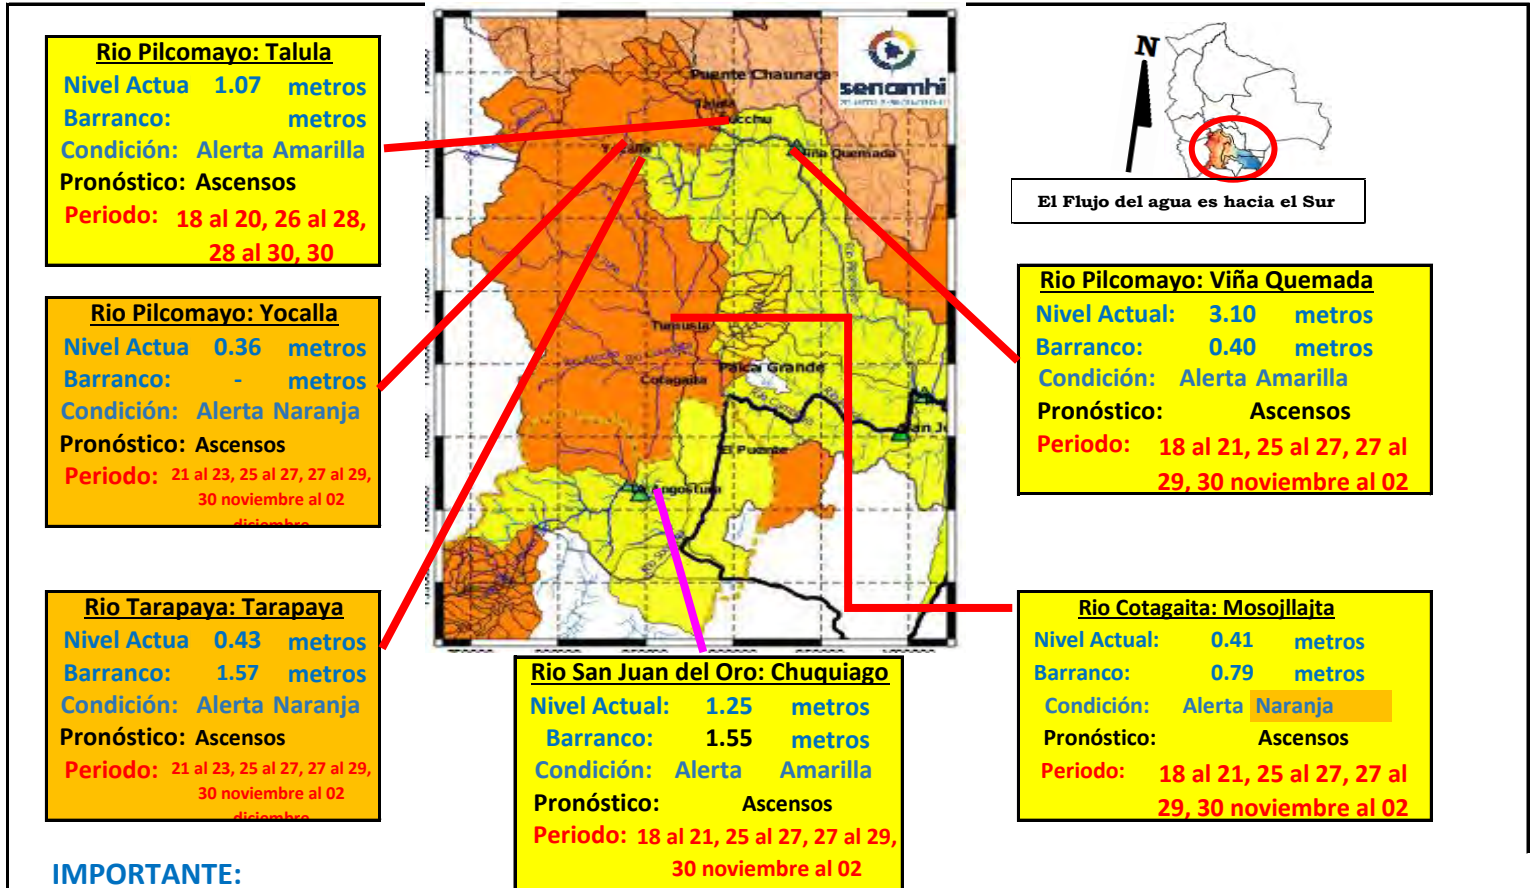 Rio Pilcomayo: Talula
Nivel Actua 1.07 metros
Barranco: metros
Condición: Alerta Amarilla
Pronóstico: Ascensos
Periodo: 18 al 20, 26 al 28,
28 al 30, 30
Rio Pilcomayo: Yocalla
Nivel Actua 0.36 metros
Barranco: - metros
Condición: Alerta Naranja
Pronóstico: Ascensos
Periodo: 21 al 23, 25 al 27, 27 al 29,
30 noviembre al 02
diciembre
Rio Tarapaya: Tarapaya
Nivel Actua 0.43 metros
Barranco: 1.57 metros
Condición: Alerta Naranja
Pronóstico: Ascensos
Periodo: 21 al 23, 25 al 27, 27 al 29,
30 noviembre al 02
diciembre
IMPORTANTE:
senamhi
Puente Chaunaca
Talula
Yocalla
Viña Quemada
Tumusla
Palca Grande
Cotagaita
El Puente
San J
Angostura
Rio San Juan del Oro: Chuquiago
Nivel Actual: 1.25 metros
Barranco: 1.55 metros
Condición: Alerta Amarilla
Pronóstico: Ascensos
Periodo: 18 al 21, 25 al 27, 27 al 29,
30 noviembre al 02
N
El Flujo del agua es hacia el Sur
Rio Pilcomayo: Viña Quemada
Nivel Actual: 3.10 metros
Barranco: 0.40 metros
Condición: Alerta Amarilla
Pronóstico: Ascensos
Periodo: 18 al 21, 25 al 27, 27 al
29, 30 noviembre al 02
Rio Cotagaita: Mosojllajta
Nivel Actual: 0.41 metros
Barranco: 0.79 metros
Condición: Alerta Naranja
Pronóstico: Ascensos
Periodo: 18 al 21, 25 al 27, 27 al
29, 30 noviembre al 02